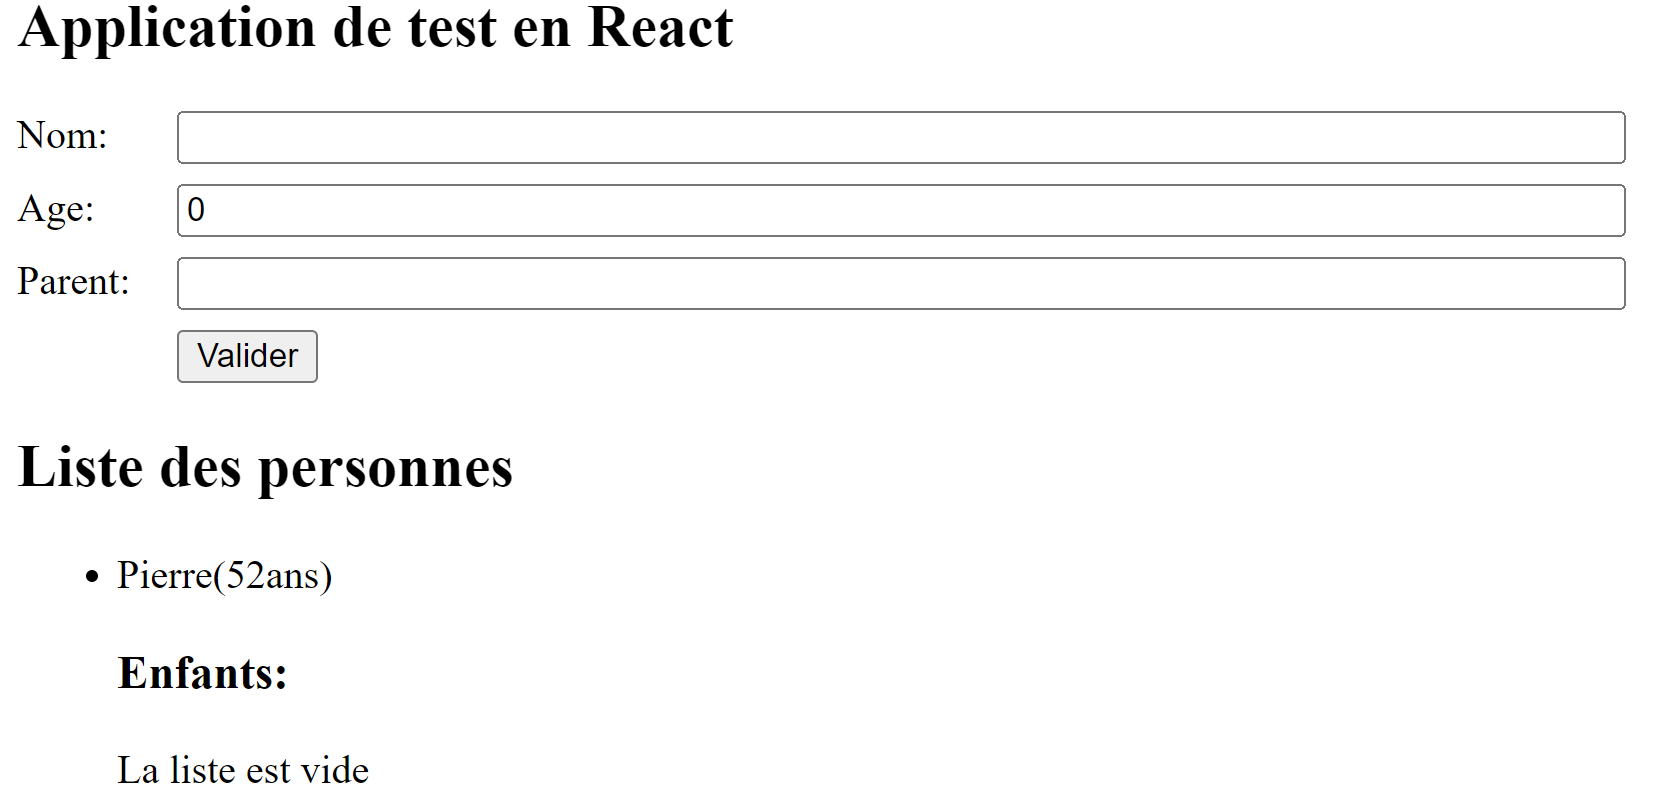 Application de test en React
Nom:
Age: 0
Parent:
Valider
Liste des personnes
• Pierre(52ans)
Enfants:
La liste est vide